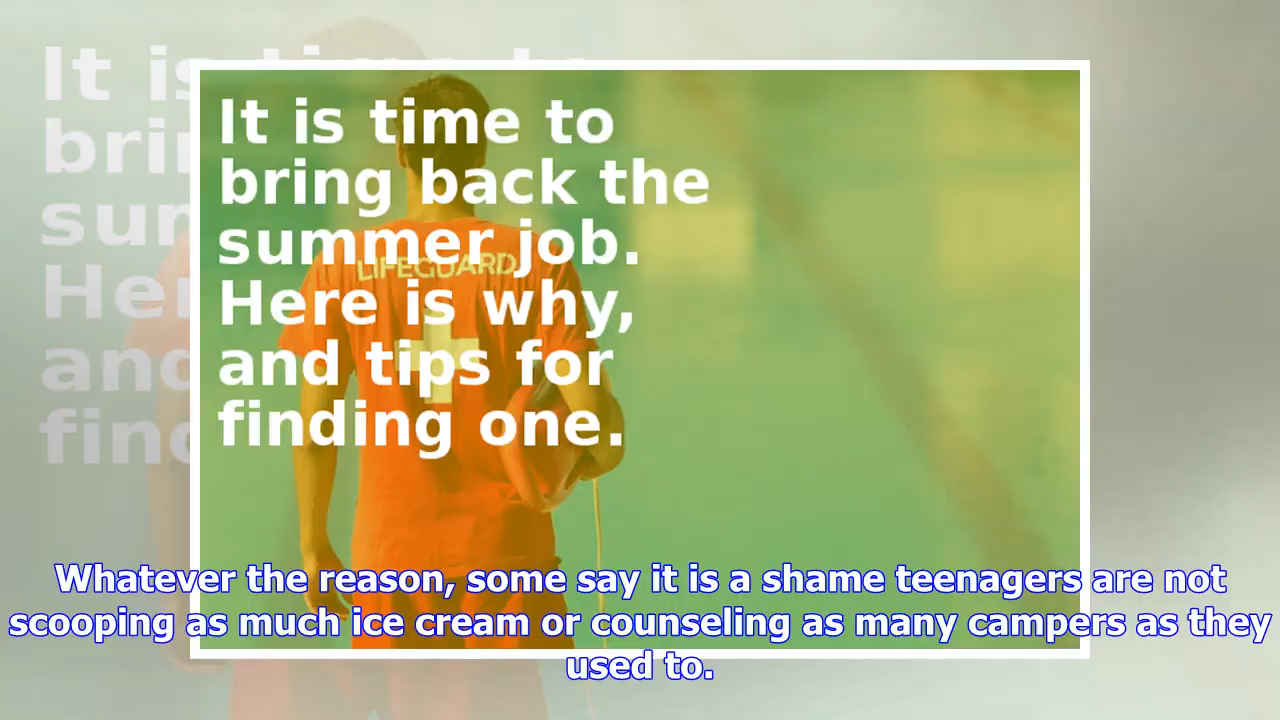 It is time to
bring back the
summer job.
Here is why,
and tips for
finding one.
LIFEGUARD
Whatever the reason, some say it is a shame teenagers are not
scooping as much ice cream or counseling as many campers as they
used to.